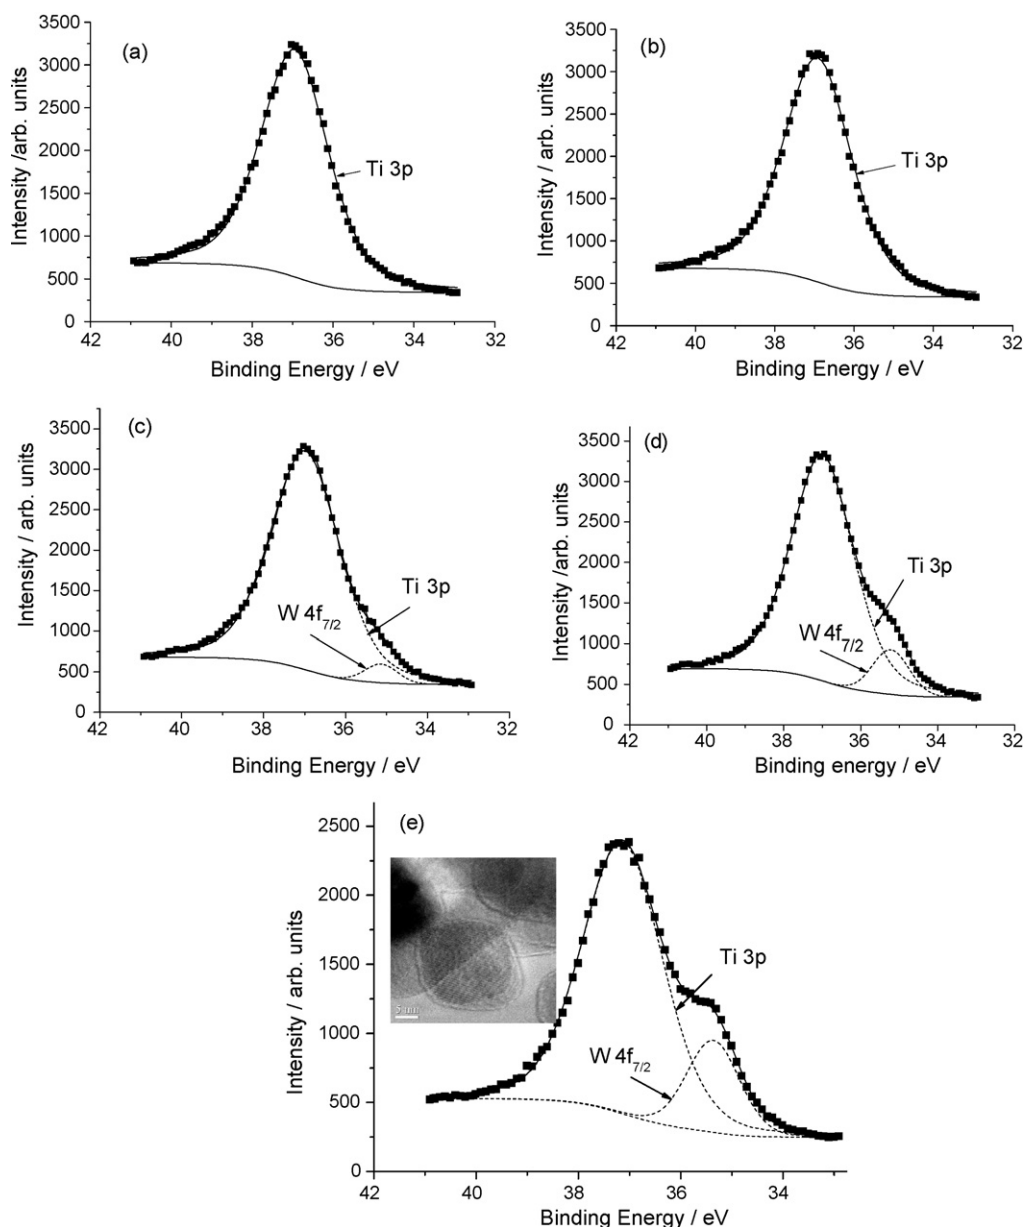 (a)
Intensity /arb. units
3500
3000
2500
2000
1500
1000
500
0
Ti 3p
42 40 38 36 34 32
Binding Energy / eV
(b)
Intensity / arb. units
3500
3000
2500
2000
1500
1000
500
0
Ti 3p
42 40 38 36 34 32
Binding Energy / eV
(c)
Intensity / arb. units
3500
3000
2500
2000
1500
1000
500
0
Ti 3p
W 4f7/2
42 40 38 36 34 32
Binding Energy / eV
(d)
Intensity /arb. units
3500
3000
2500
2000
1500
1000
500
0
Ti 3p
W 4f7/2
42 40 38 36 34 32
Binding energy / eV
(e)
Intensity / arb. units
2500
2000
1500
1000
500
0
5 nm
Ti 3p
W 4f7/2
42 40 38 37 35 34
Binding Energy / eV